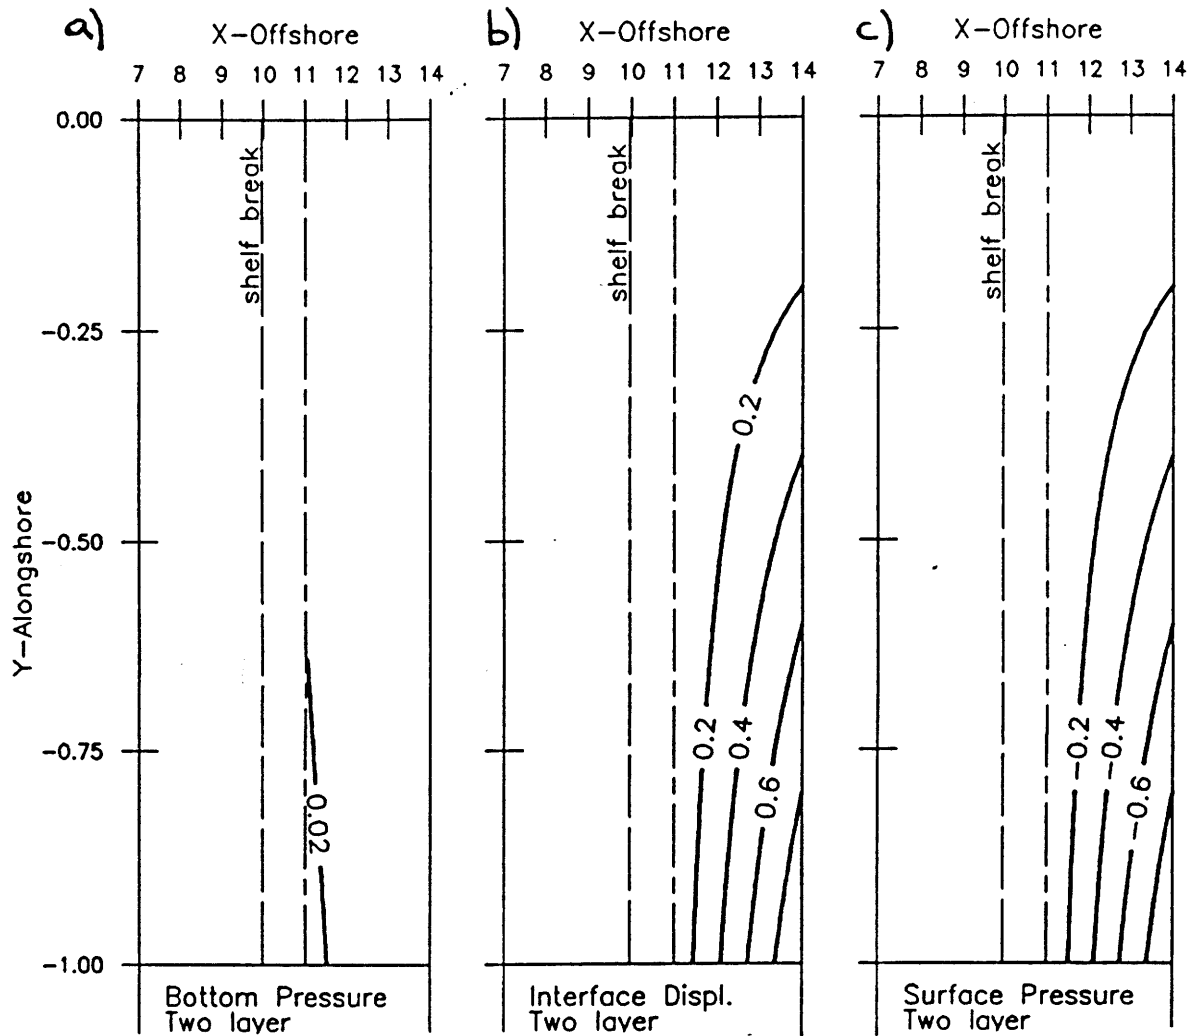 a)
X-Offshore
7 8 9 10 11 12 13 14
b)
X-Offshore
7 8 9 10 11 12 13 14
c)
X-Offshore
7 8 9 10 11 12 13 14
Y-Alongshore
0.00
-0.25
-0.50
-0.75
-1.00
shelf break
0.02
Bottom Pressure
Two layer
shelf break
0.2
0.2
0.4
0.6
Interface Displ.
Two layer
shelf break
-0.2
-0.4
-0.6
Surface Pressure
Two layer